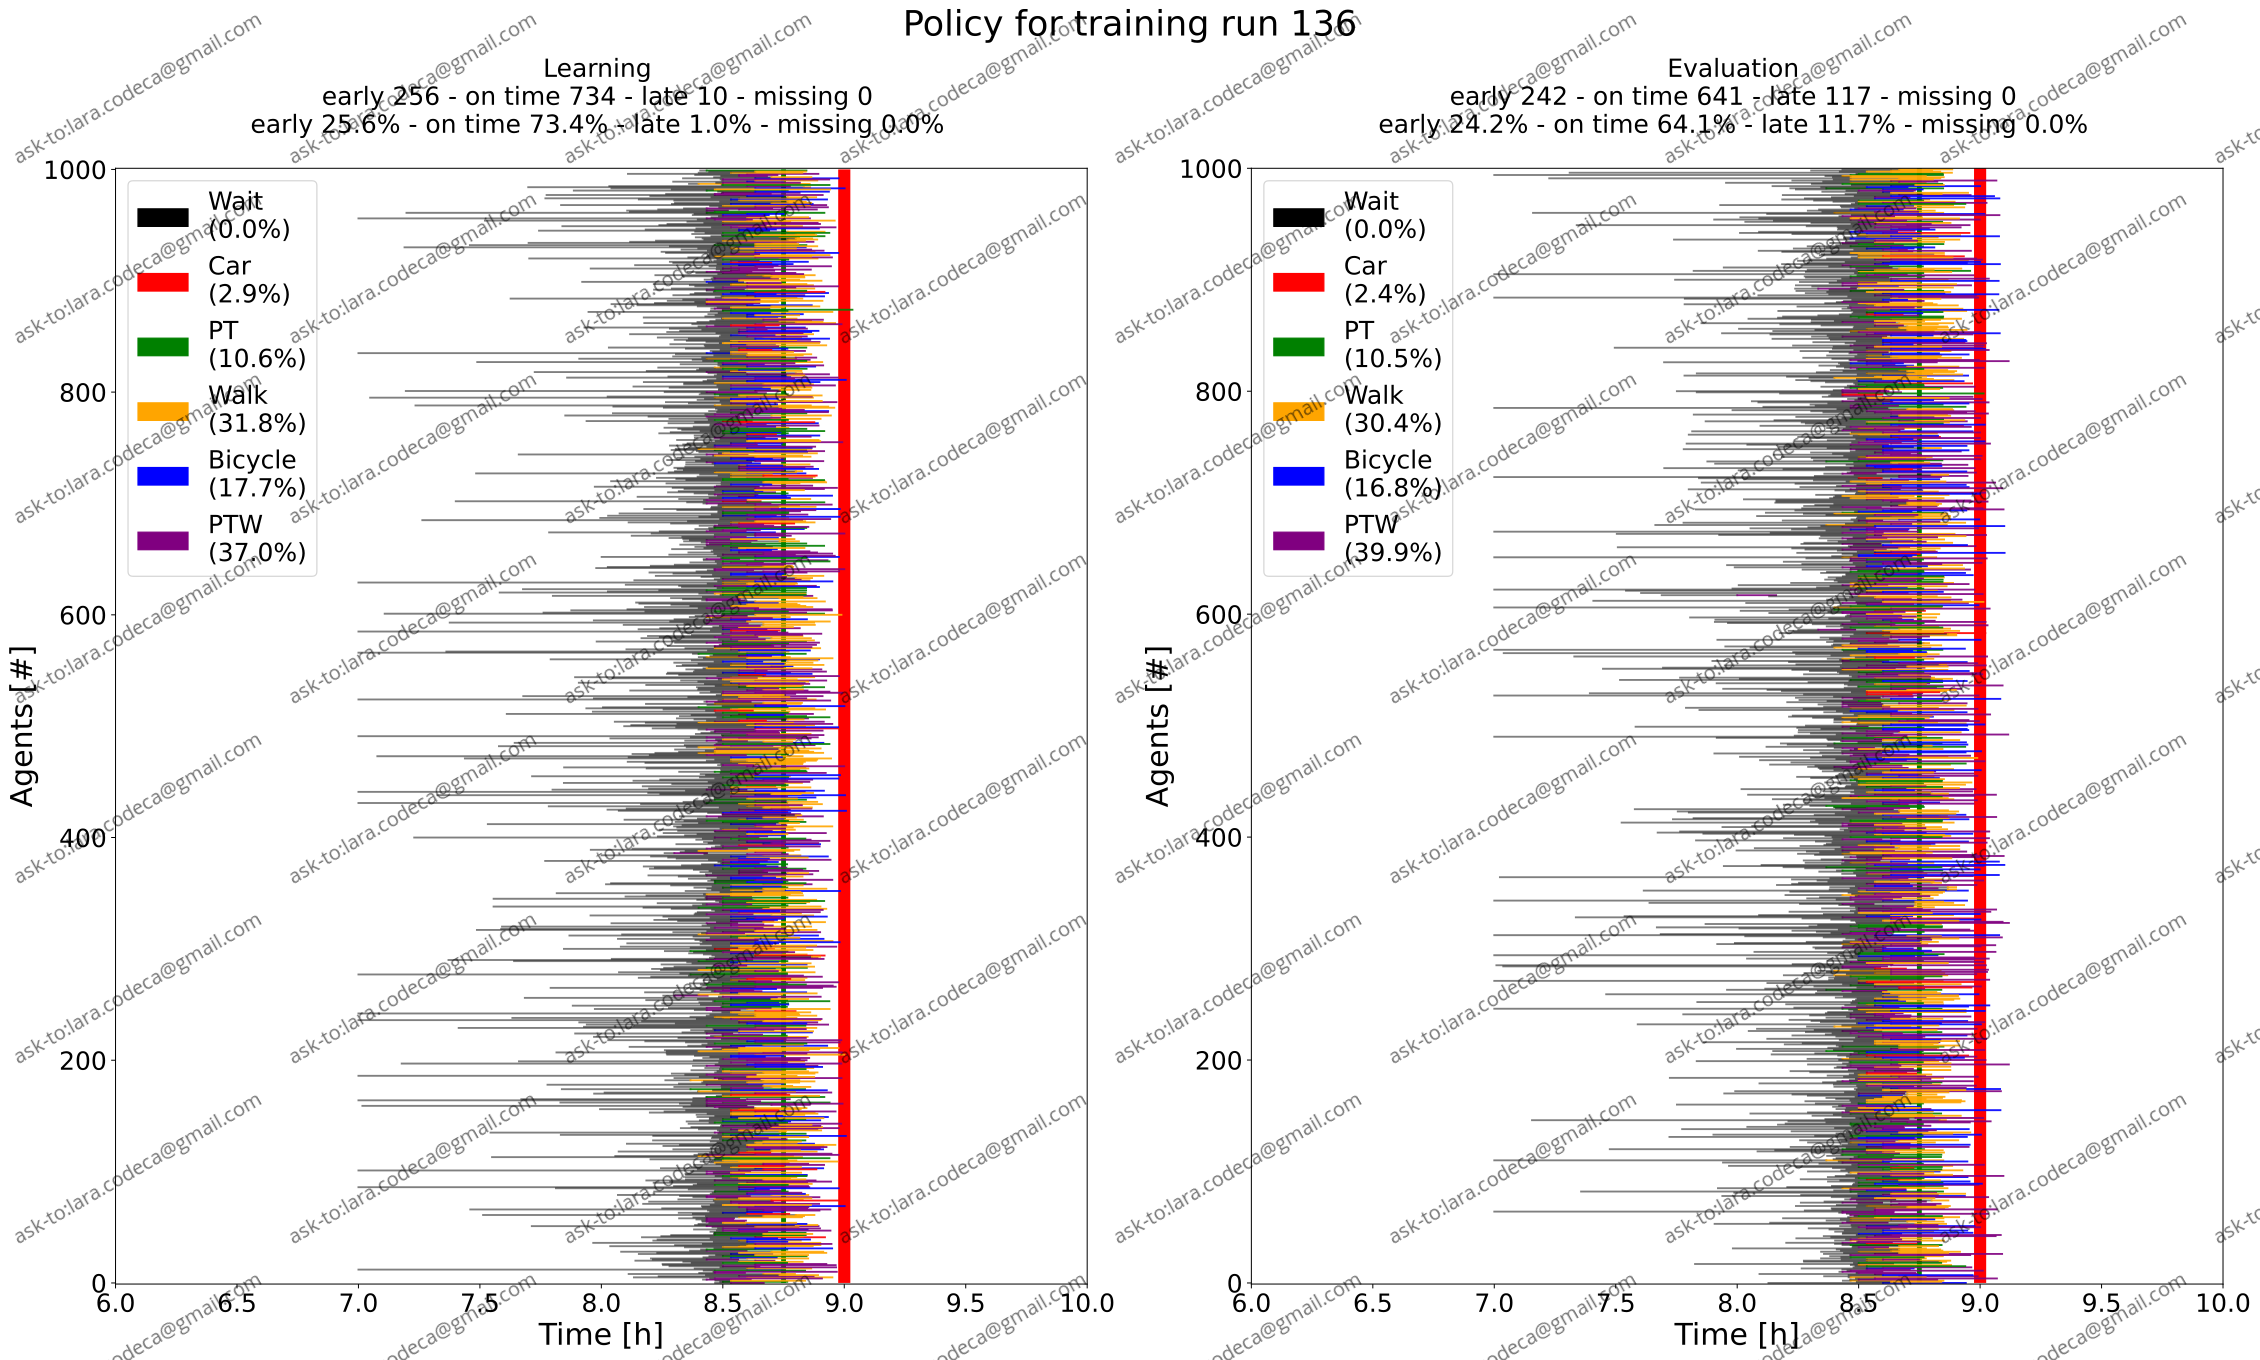 Policy for training run 136
Learning
early 256 - on time 734 - late 10 - missing 0
early 25.6% - on time 73.4% - late 1.0% - missing 0.0%
1000
800
600
400
200
0
Agents [#]
Wait
(0.0%)
Car
(2.9%)
PT
(10.6%)
Walk
(31.8%)
Bicycle
(17.7%)
PTW
(37.0%)
6.0 6.5 7.0 7.5 8.0 8.5 9.0 9.5 10.0
Time [h]
Evaluation
early 242 - on time 641 - late 117 - missing 0
early 24.2% - on time 64.1% - late 11.7% - missing 0.0%
1000
800
600
400
200
0
Agents [#]
Wait
(0.0%)
Car
(2.4%)
PT
(10.5%)
Walk
(30.4%)
Bicycle
(16.8%)
PTW
(39.9%)
6.0 6.5 7.0 7.5 8.0 8.5 9.0 9.5 10.0
Time [h]
ask-to:lara.codeca@gmail.com